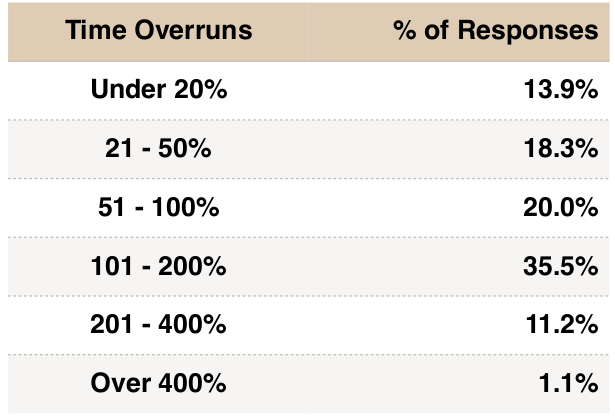 Time Overruns % of Responses
Under 20% 13.9%
21 - 50% 18.3%
51 - 100% 20.0%
101 - 200% 35.5%
201 - 400% 11.2%
Over 400% 1.1%